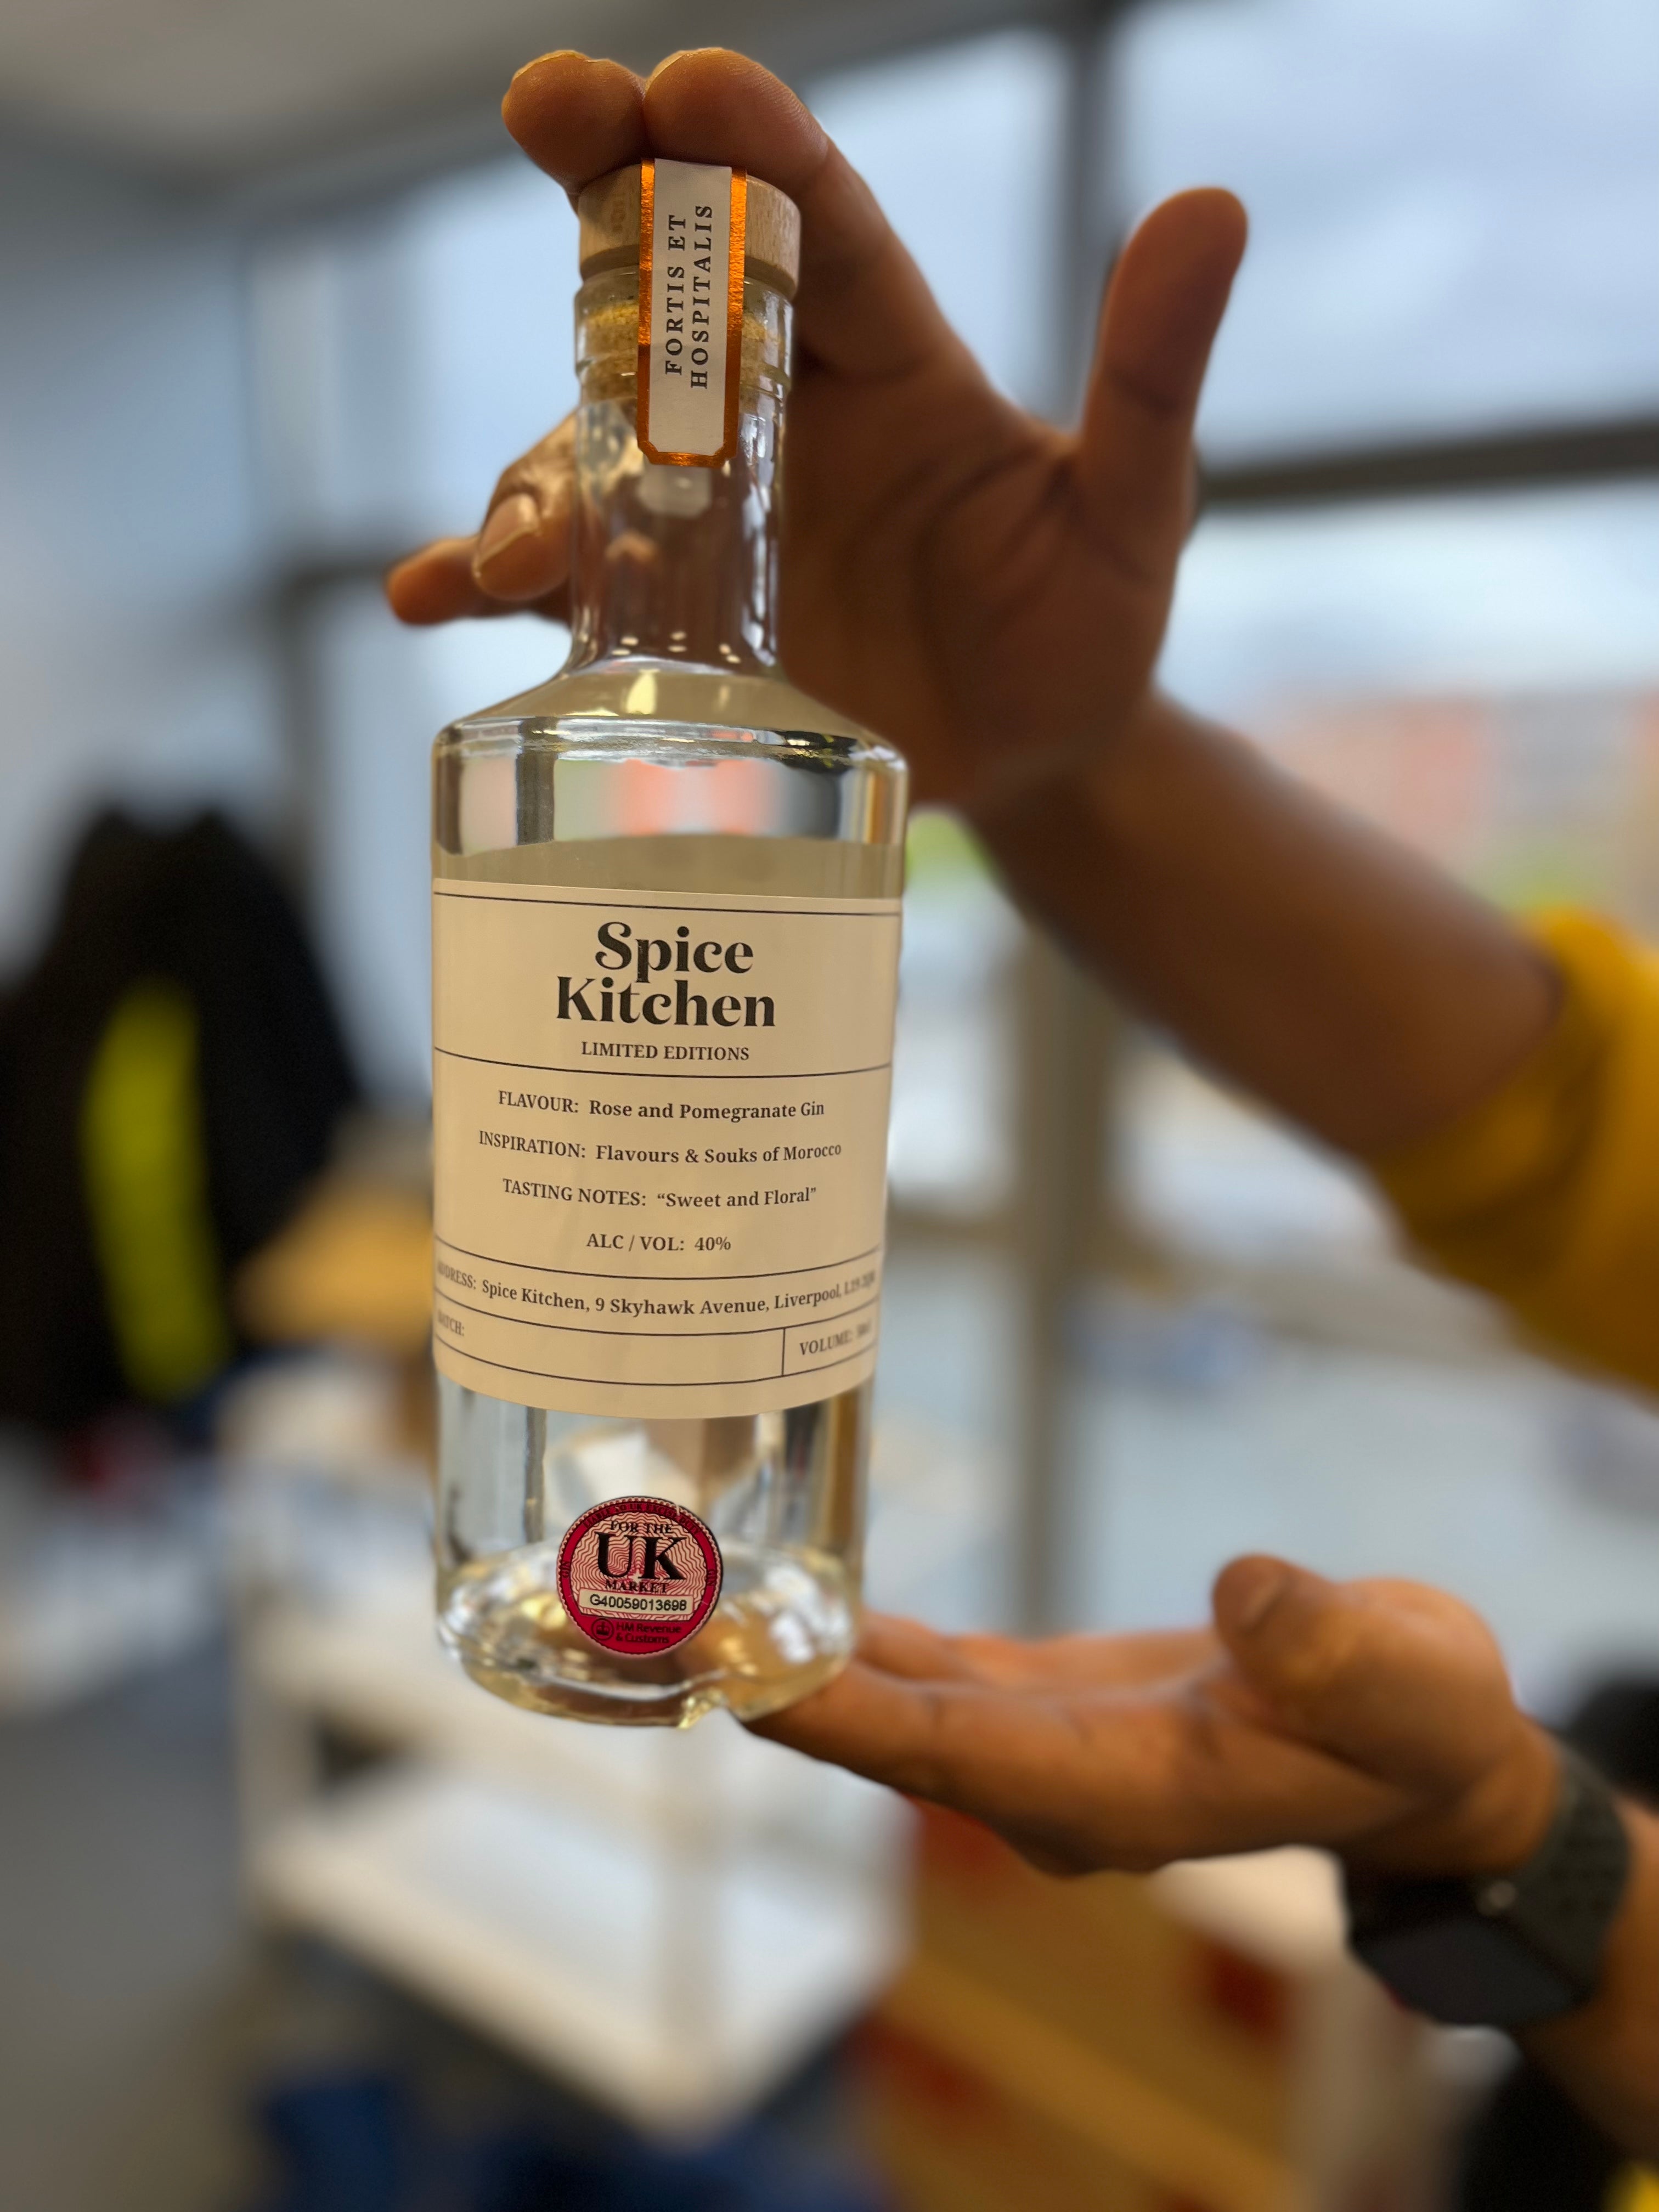 FORTIS ET
HOSPITALIS
Spice
Kitchen
LIMITED EDITIONS
FLAVOUR: Rose and Pomegranate Gin
INSPIRATION: Flavours & Souks of Morocco
TASTING NOTES: “Sweet and Floral”
ALC / VOL: 40%
ADDRESS: Spice Kitchen, 9 Skyhawk Avenue, Liverpool,
BATCH:
VOLUME:
FOR THE
UK
MARKET
G40059013698
HM Revenue
& Customs